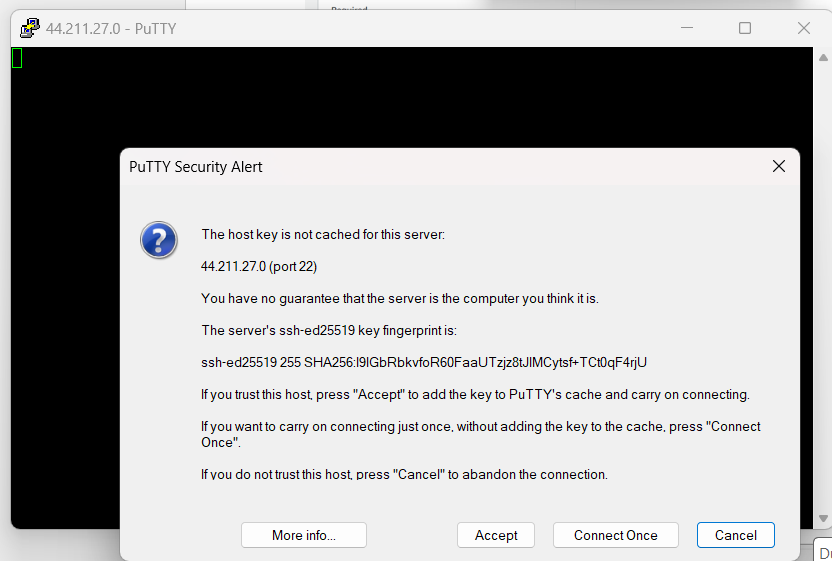 44.211.27.0 - PuTTY
PuTTY Security Alert
The host key is not cached for this server:
44.211.27.0 (port 22)
You have no guarantee that the server is the computer you think it is.
The server's ssh-ed25519 key fingerprint is:
ssh-ed25519 255 SHA256:I9IGbRbkvfoR60FaaUTzjz8tJIMCytsf+TCt0qF4rjU
If you trust this host, press "Accept" to add the key to PuTTY's cache and carry on connecting.
If you want to carry on connecting just once, without adding the key to the cache, press "Connect
Once".
If you do not trust this host, press "Cancel" to abandon the connection.
More info...
Accept
Connect Once
Cancel